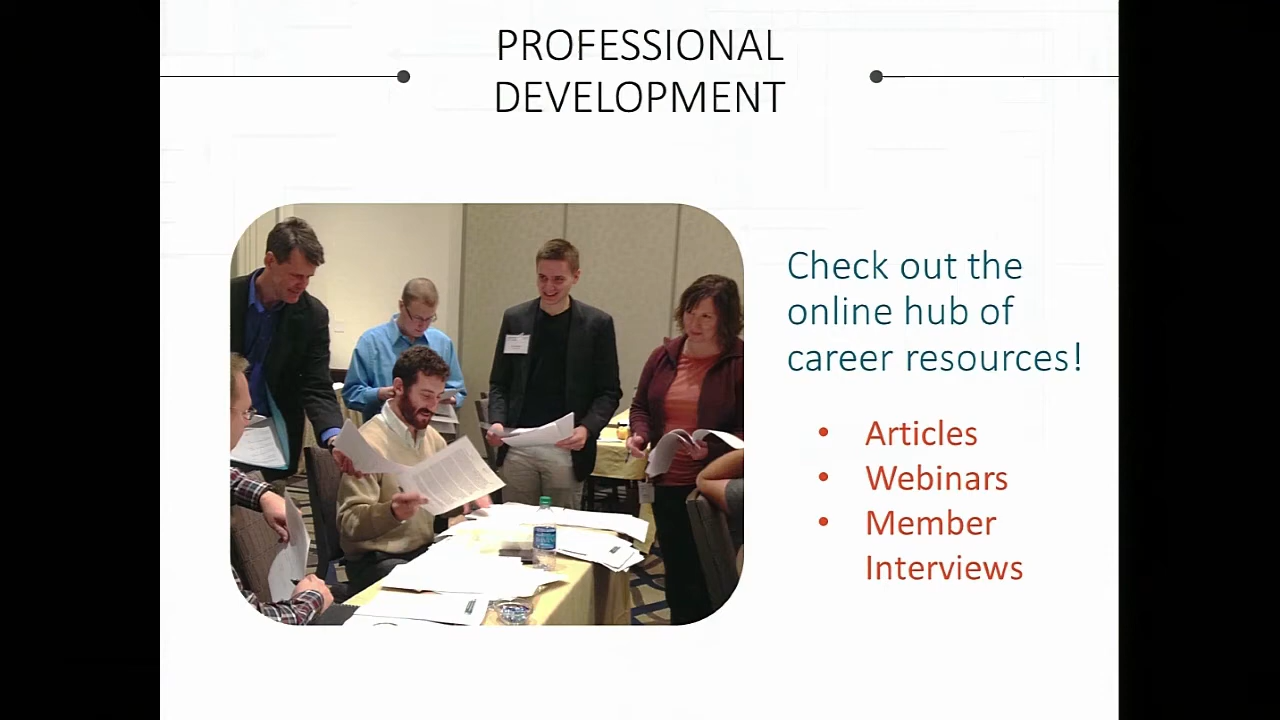 PROFESSIONAL
DEVELOPMENT
Check out the
online hub of
career resources!
• Articles
• Webinars
• Member
Interviews